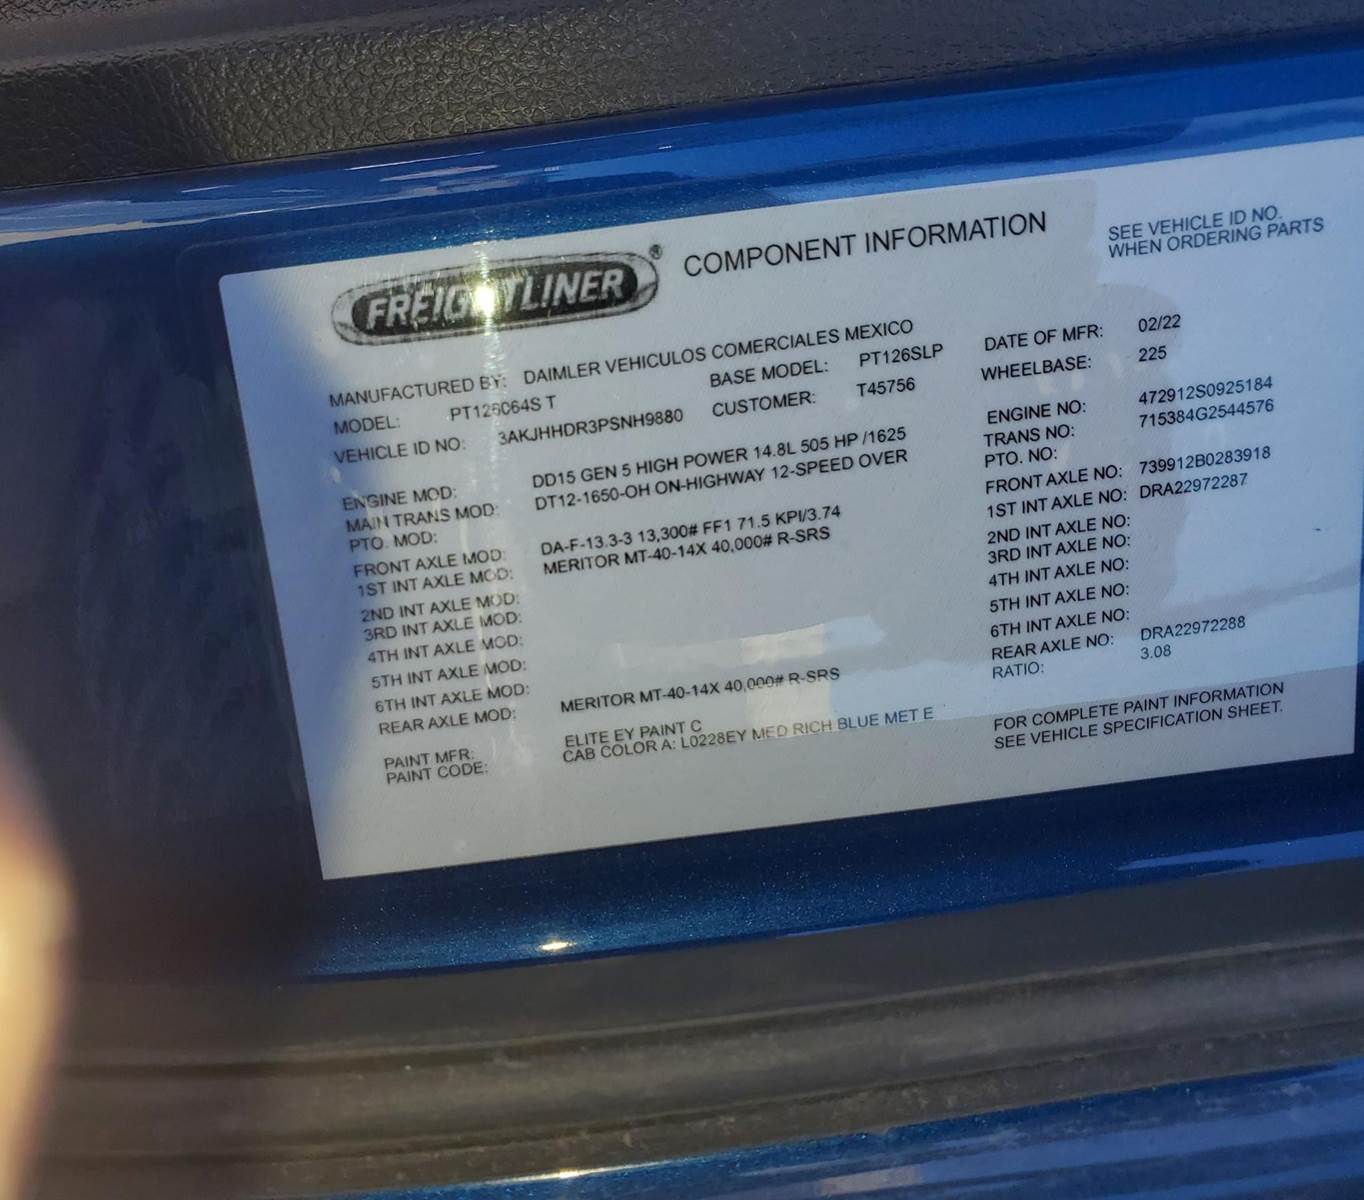 FREIGHTLINER®
COMPONENT INFORMATION
SEE VEHICLE ID NO.
WHEN ORDERING PARTS
MANUFACTURED BY: DAIMLER VEHICULOS COMERCIALES MEXICO DATE OF MFR: 02/22
MODEL: PT126064S T BASE MODEL: PT126SLP WHEELBASE: 225
VEHICLE ID NO: 3AKJHHDR3PSNH9880 CUSTOMER: T45756
ENGINE MOD: DD15 GEN 5 HIGH POWER 14.8L 505 HP /1625 ENGINE NO: 472912S0925184
MAIN TRANS MOD: DT12-1650-OH ON-HIGHWAY 12-SPEED OVER TRANS NO: 715384G2544576
PTO. MOD: PTO. NO:
FRONT AXLE MOD: DA-F-13.3-3 13,300# FF1 71.5 KPI/3.74 FRONT AXLE NO: 739912B0283918
1ST INT AXLE MOD: MERITOR MT-40-14X 40,000# R-SRS 1ST INT AXLE NO: DRA22972287
2ND INT AXLE MOD: 2ND INT AXLE NO:
3RD INT AXLE MOD: 3RD INT AXLE NO:
4TH INT AXLE MOD: 4TH INT AXLE NO:
5TH INT AXLE MOD: 5TH INT AXLE NO:
6TH INT AXLE MOD: 6TH INT AXLE NO:
REAR AXLE MOD: MERITOR MT-40-14X 40,000# R-SRS REAR AXLE NO: DRA22972288
RATIO: 3.08
PAINT MFR: ELITE EY PAINT C FOR COMPLETE PAINT INFORMATION
PAINT CODE: CAB COLOR A: L0228EY MED RICH BLUE MET E SEE VEHICLE SPECIFICATION SHEET.